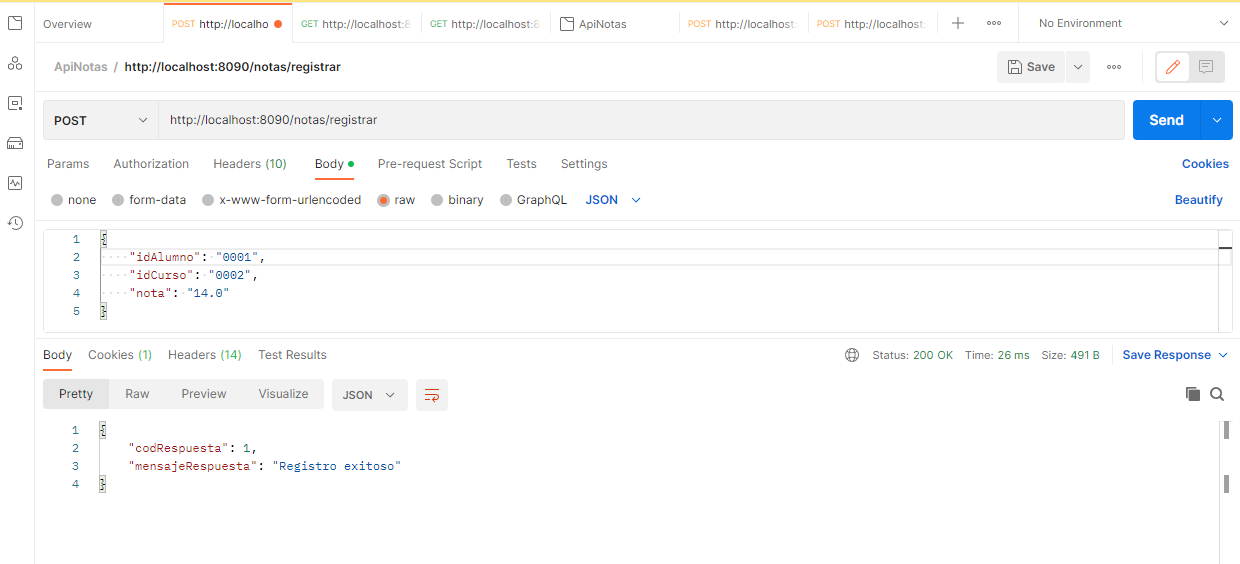 Overview
POST http://localho
GET http://localhost:8
GET http://localhost:8
ApiNotas
POST http://localhost:
POST http://localhost:
No Environment
ApiNotas / http://localhost:8090/notas/registrar
Save
POST
http://localhost:8090/notas/registrar
Send
Params Authorization Headers (10) Body Pre-request Script Tests Settings
Cookies
none form-data x-www-form-urlencoded raw binary GraphQL JSON
Beautify
1 {
2 "idAlumno": "0001",
3 "idCurso": "0002",
4 "nota": "14.0"
5 }
Body Cookies (1) Headers (14) Test Results
Status: 200 OK Time: 26 ms Size: 491 B
Save Response
Pretty Raw Preview Visualize JSON
1 {
2 "codRespuesta": 1,
3 "mensajeRespuesta": "Registro exitoso"
4 }